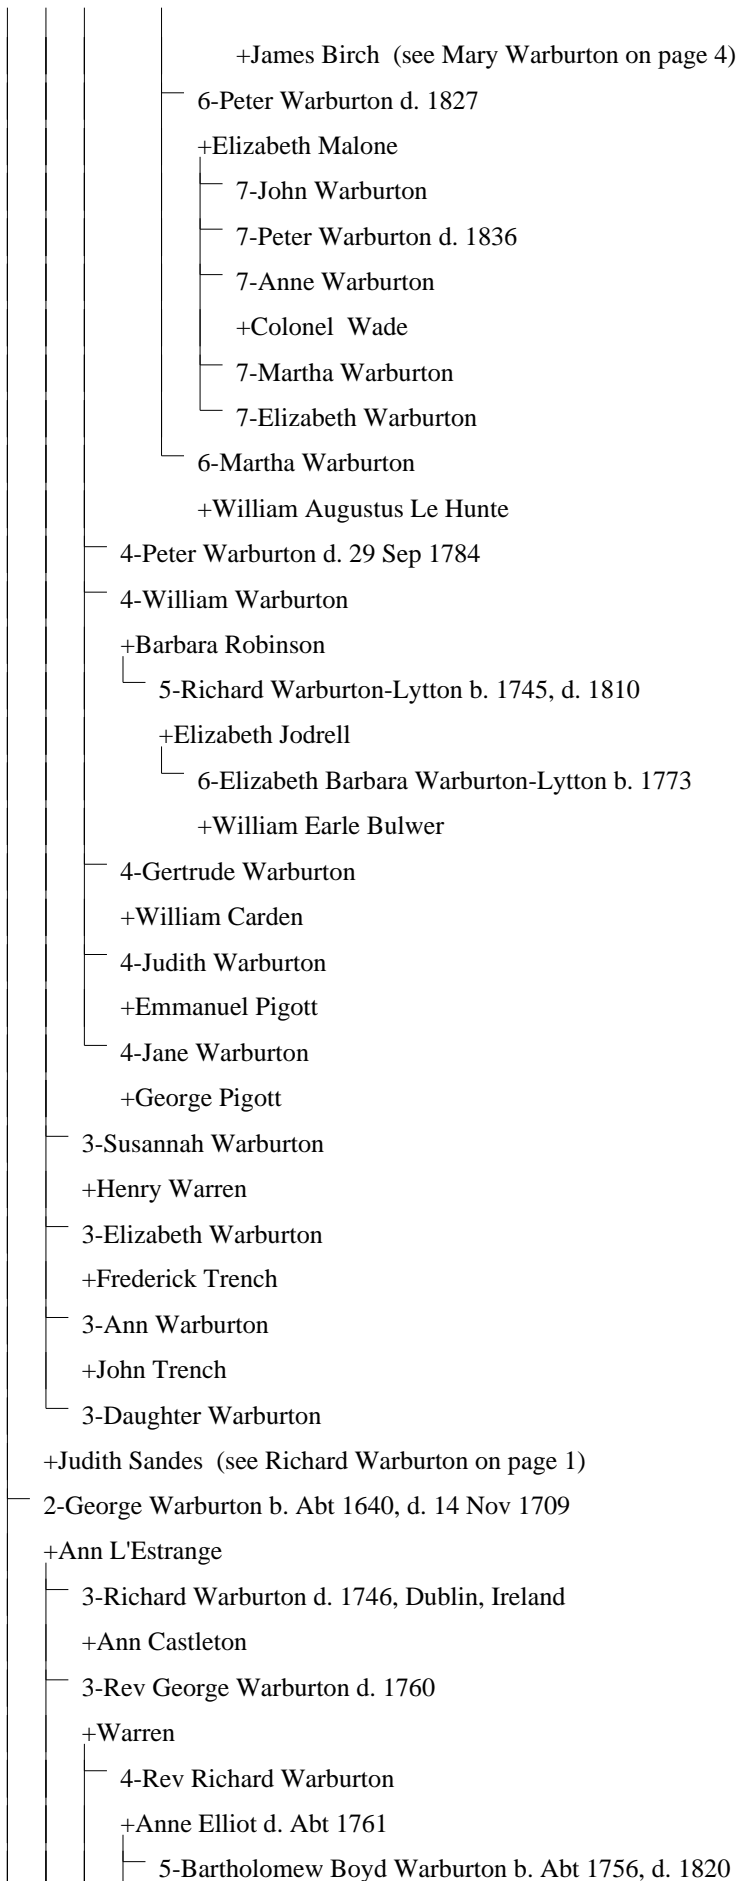 +James Birch (see Mary Warburton on page 4)
6-Peter Warburton d. 1827
+Elizabeth Malone
7-John Warburton
7-Peter Warburton d. 1836
7-Anne Warburton
+Colonel Wade
7-Martha Warburton
7-Elizabeth Warburton
6-Martha Warburton
+William Augustus Le Hunte
4-Peter Warburton d. 29 Sep 1784
4-William Warburton
+Barbara Robinson
5-Richard Warburton-Lytton b. 1745, d. 1810
+Elizabeth Jodrell
6-Elizabeth Barbara Warburton-Lytton b. 1773
+William Earle Bulwer
4-Gertrude Warburton
+William Carden
4-Judith Warburton
+Emmanuel Pigott
4-Jane Warburton
+George Pigott
3-Susannah Warburton
+Henry Warren
3-Elizabeth Warburton
+Frederick Trench
3-Ann Warburton
+John Trench
3-Daughter Warburton
+Judith Sandes (see Richard Warburton on page 1)
2-George Warburton b. Abt 1640, d. 14 Nov 1709
+Ann L'Estrange
3-Richard Warburton d. 1746, Dublin, Ireland
+Ann Castleton
3-Rev George Warburton d. 1760
+Warren
4-Rev Richard Warburton
+Anne Elliot d. Abt 1761
5-Bartholomew Boyd Warburton b. Abt 1756, d. 1820